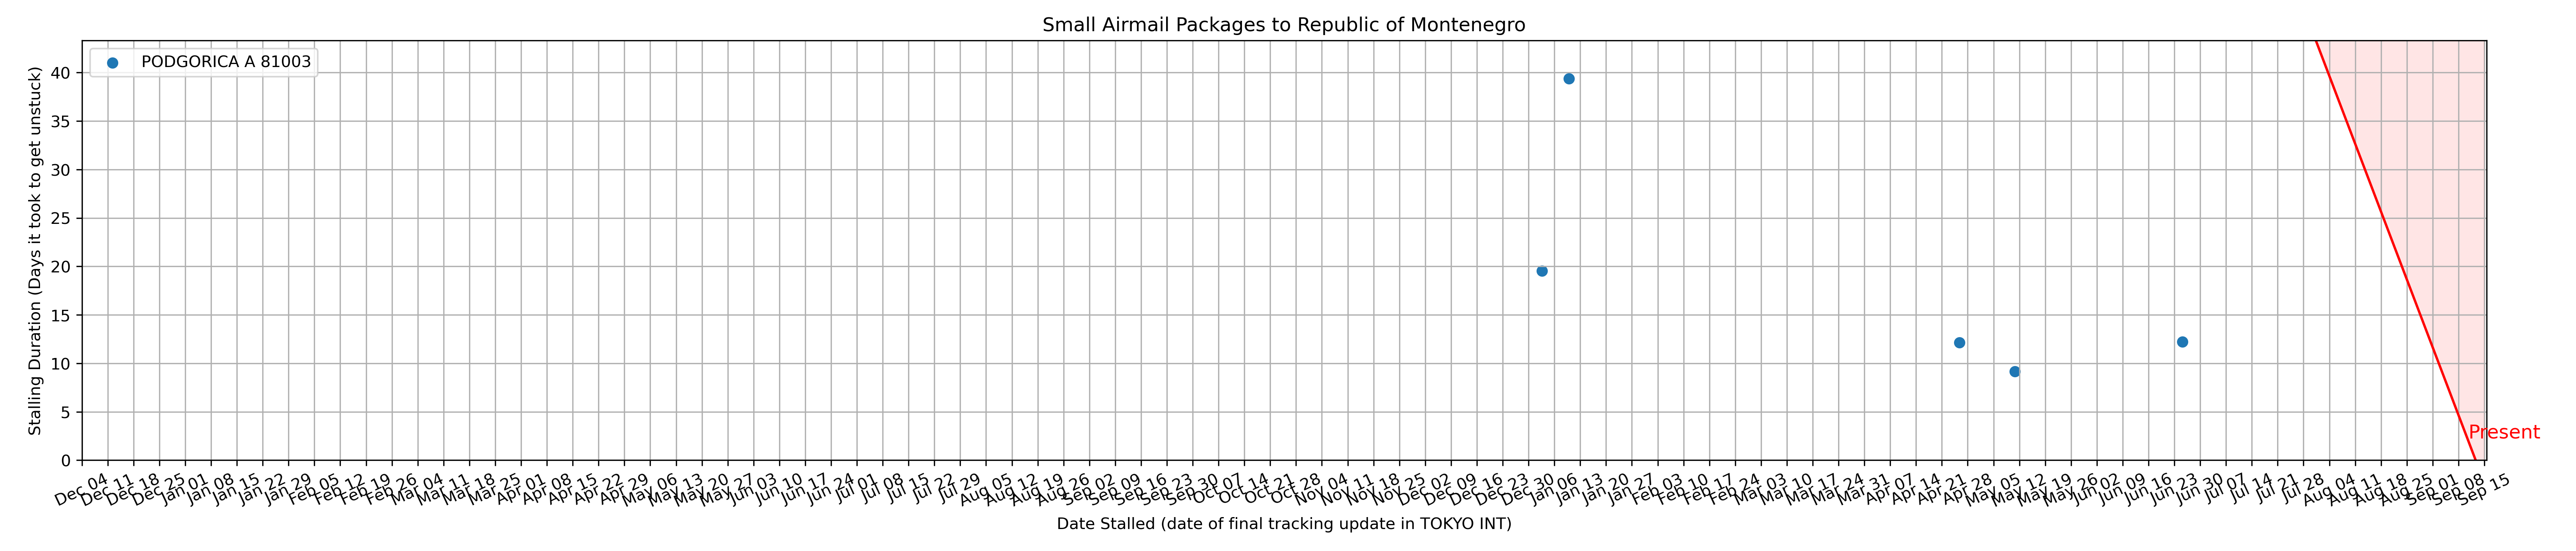 Small Airmail Packages to Republic of Montenegro
PODGORICA A 81003
Stalling Duration (Days it took to get unstuck)
40
35
30
25
20
15
10
5
0
Present
Dec 04 Dec 11 Dec 18 Dec 25 Jan 01 Jan 08 Jan 15 Jan 22 Jan 29 Feb 05 Feb 12 Feb 19 Feb 26 Mar 04 Mar 11 Mar 18 Mar 25 Apr 01 Apr 08 Apr 15 Apr 22 Apr 29 May 06 May 13 May 20 May 27 Jun 03 Jun 10 Jun 17 Jun 24 Jul 01 Jul 08 Jul 15 Jul 22 Jul 29 Aug 05 Aug 12 Aug 19 Aug 26 Sep 02 Sep 09 Sep 16 Sep 23 Sep 30 Oct 07 Oct 14 Oct 21 Oct 28 Nov 04 Nov 11 Nov 18 Nov 25 Dec 02 Dec 09 Dec 16 Dec 23 Dec 30 Jan 06 Jan 13 Jan 20 Jan 27 Feb 03 Feb 10 Feb 17 Feb 24 Mar 03 Mar 10 Mar 17 Mar 24 Mar 31 Apr 07 Apr 14 Apr 21 Apr 28 May 05 May 12 May 19 May 26 Jun 02 Jun 09 Jun 16 Jun 23 Jun 30 Jul 07 Jul 14 Jul 21 Jul 28 Aug 04 Aug 11 Aug 18 Aug 25 Sep 01 Sep 08 Sep 15
Date Stalled (date of final tracking update in TOKYO INT)